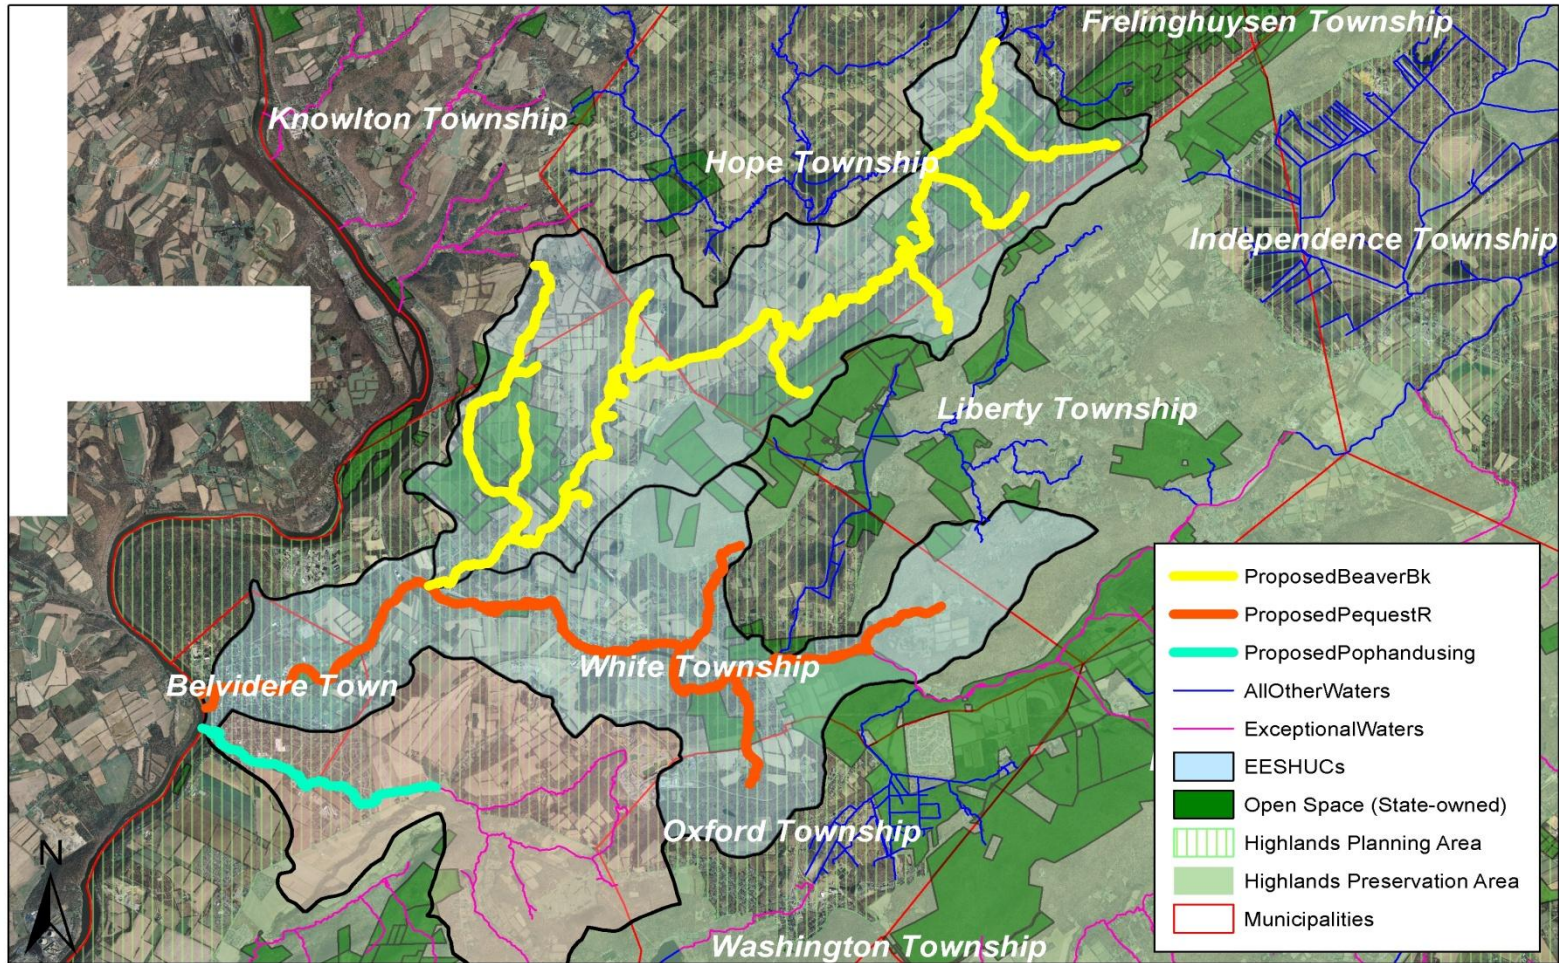 Frelinghuysen Township
Knowlton Township
Hope Township
Independence Township
Liberty Township
White Township
Belvidere Town
Oxford Township
Washington Township
N
ProposedBeaverBk
ProposedPequestR
ProposedPophandusing
AllOtherWaters
ExceptionalWaters
EESHUCs
Open Space (State-owned)
Highlands Planning Area
Highlands Preservation Area
Municipalities